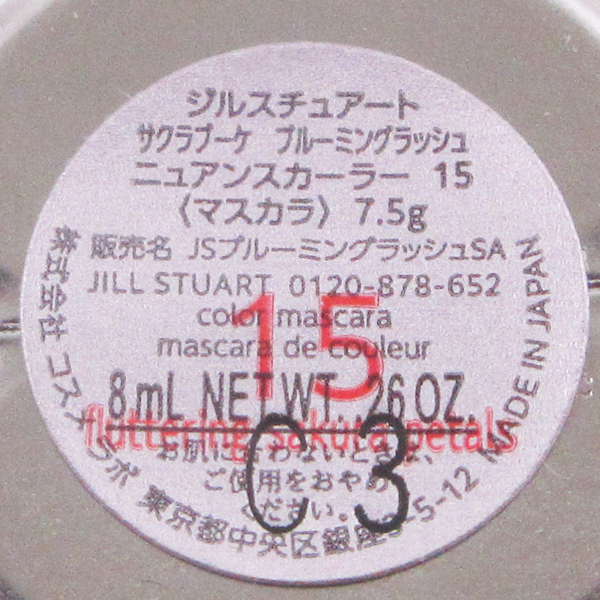 ジルスチュアート
サクラブーケ ブルーミングラッシュ
ニュアンスカーラー 15
〈マスカラ〉 7.5g
販売名 JSブルーミングラッシュSA
JILL STUART 0120-878-652
color mascara
mascara de couleur
15
8mL NET WT. .26 OZ.
fluttering sakura petals
お肌に合わないときは、
ご使用をおやめ
ください。
C 3
株式会社 コスメラボ 東京都中央区銀座 5-12 MADE IN JAPAN